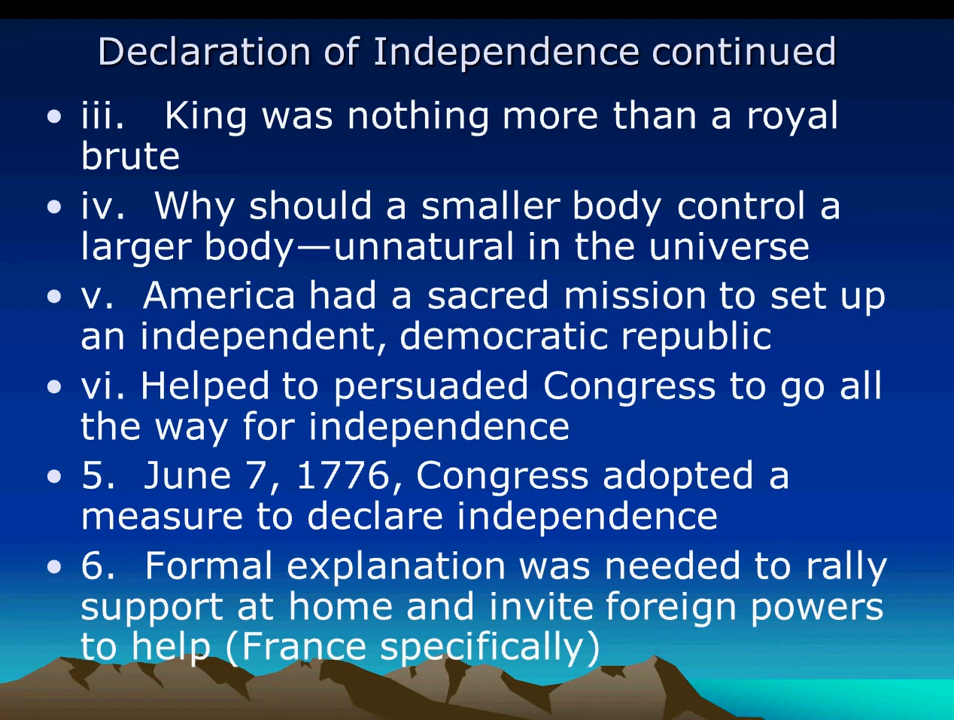 Declaration of Independence continued
• iii. King was nothing more than a royal
brute
• iv. Why should a smaller body control a
larger body—unnatural in the universe
• v. America had a sacred mission to set up
an independent, democratic republic
• vi. Helped to persuaded Congress to go all
the way for independence
• 5. June 7, 1776, Congress adopted a
measure to declare independence
• 6. Formal explanation was needed to rally
support at home and invite foreign powers
to help (France specifically)